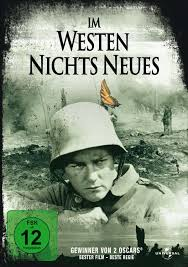 IM
WESTEN
NICHTS NEUES
FSK
12
GEWINNER VON 2 OSCARS®
BESTER FILM - BESTE REGIE
UNIVERSAL